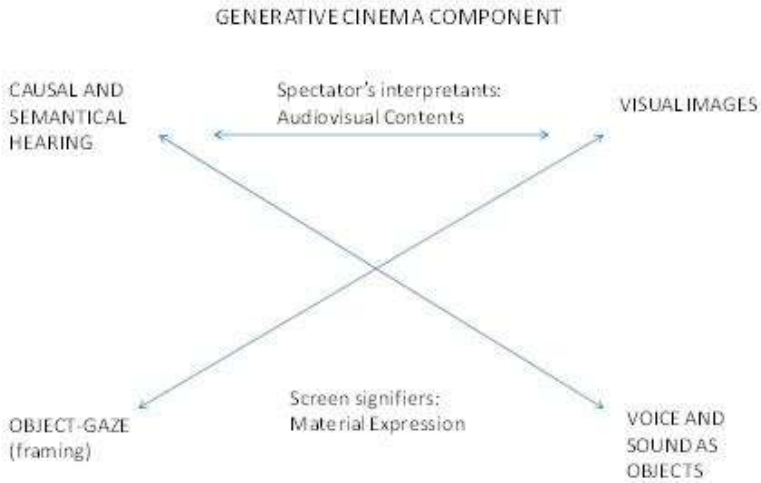 GENERATIVE CINEMA COMPONENT
CAUSAL AND
SEMANTICAL
HEARING
Spectator's interpretants:
Audiovisual Contents
VISUAL IMAGES
OBJECT-GAZE
(framing)
Screen signifiers:
Material Expression
VOICE AND
SOUND AS
OBJECTS